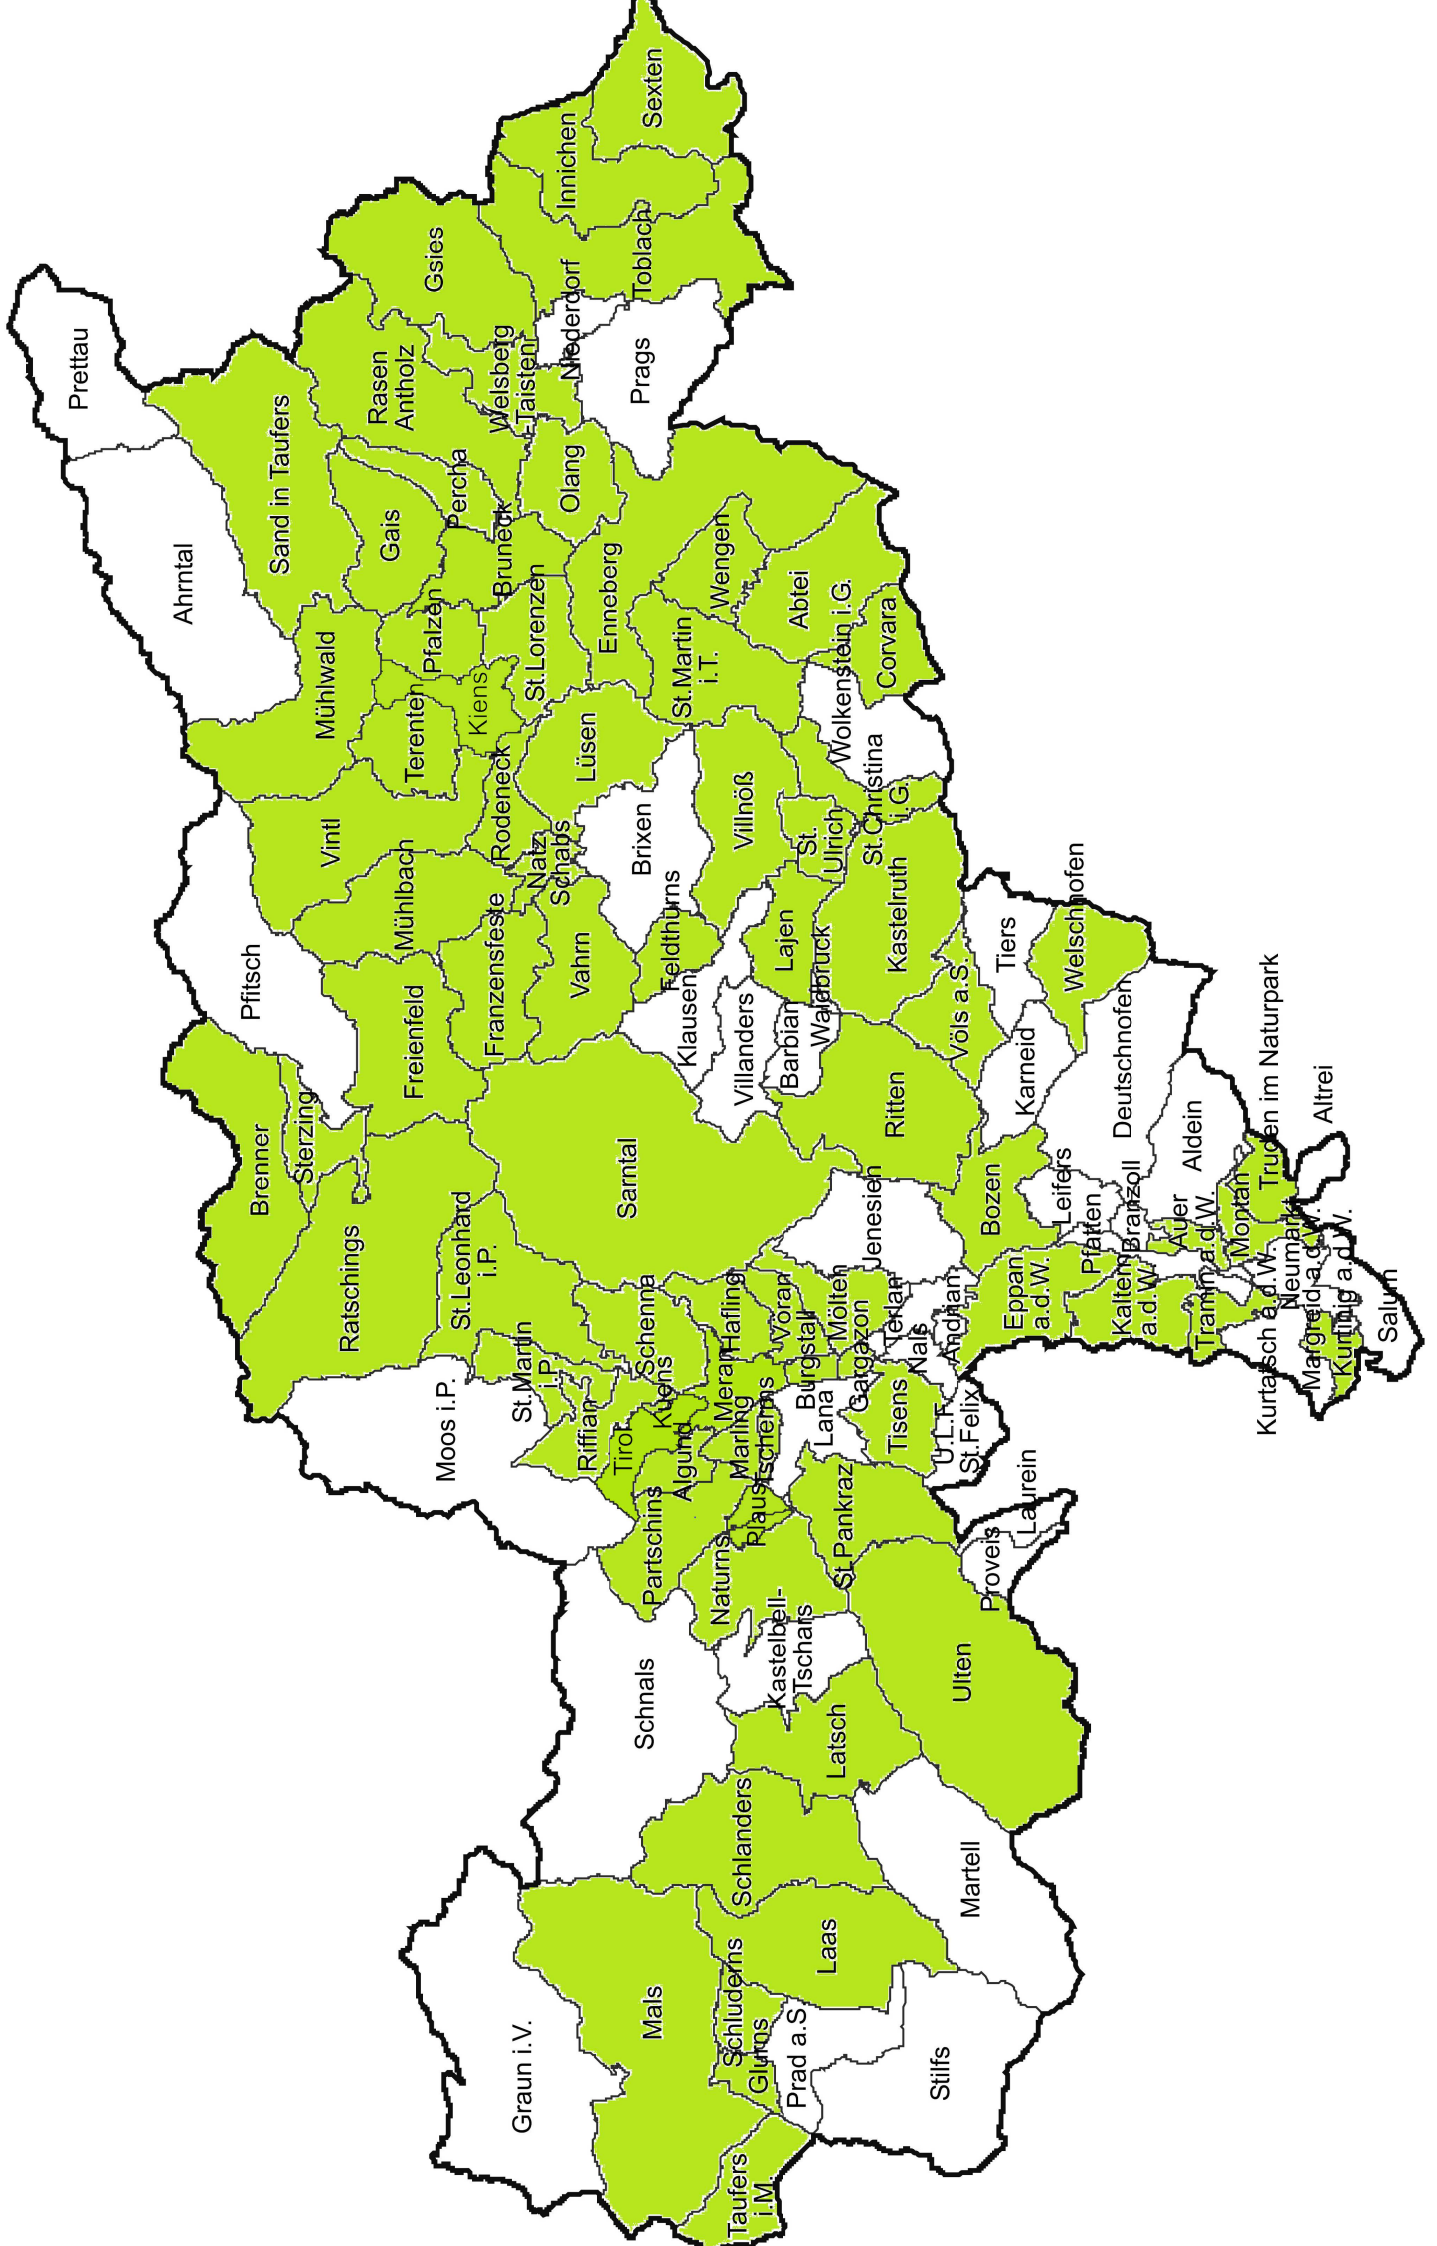 Prettau
Ahrntal
Sand in Taufers
Rasen
Antholz
Gsies
Innichen
Sexten
Toblach
Niederdorf
Prags
Welsberg
-Taisten
Olang
Percha
Gais
Bruneck
Pfalzen
Mühlwald
Terenten
Kiens
St.Lorenzen
Enneberg
Wengen
St.Martin
i.T.
Abtei
Corvara
Wolkenstein i.G.
St.Christina
i.G.
St.
Ulrich
Villnöß
Lüsen
Rodeneck
Natz-
Schabs
Brixen
Vintl
Mühlbach
Pfitsch
Freienfeld
Franzensfeste
Vahrn
Feldthurns
Klausen
Villanders
Barbian
Waidbruck
Lajen
Kastelruth
Völs a.S.
Tiers
Welschnofen
Karneid
Deutschnofen
Ritten
Sarntal
Brenner
Sterzing
Ratschings
St.Leonhard
i.P.
Moos i.P.
St.Martin
i.P.
Riffian
Tirol
Kuens
Schenna
Hafling
Meran
Algund
Marling
Tscherms
Plaus
Partschins
Naturns
Vöran
Burgstall
Mölten
Gargazon
Lana
Terlan
Nals
Andrian
Jenesien
Bozen
Leifers
Pfatten
Branzoll
Aldein
Auer
Montan
Truden im Naturpark
Altrei
Eppan
a.d.W.
Kaltern
a.d.W.
Tramin a.d.W.
Kurtatsch a.d.W.
Neumarkt
Margreid a.d.W.
Kurtinig a.d.W.
Salurn
Tisens
U.L.F.
St.Felix
Laurein
Proveis
St.Pankraz
Ulten
Kastelbell-
Tschars
Schnals
Latsch
Schlanders
Martell
Laas
Mals
Graun i.V.
Schluderns
Glurns
Prad a.S.
Stilfs
Taufers
i.M.